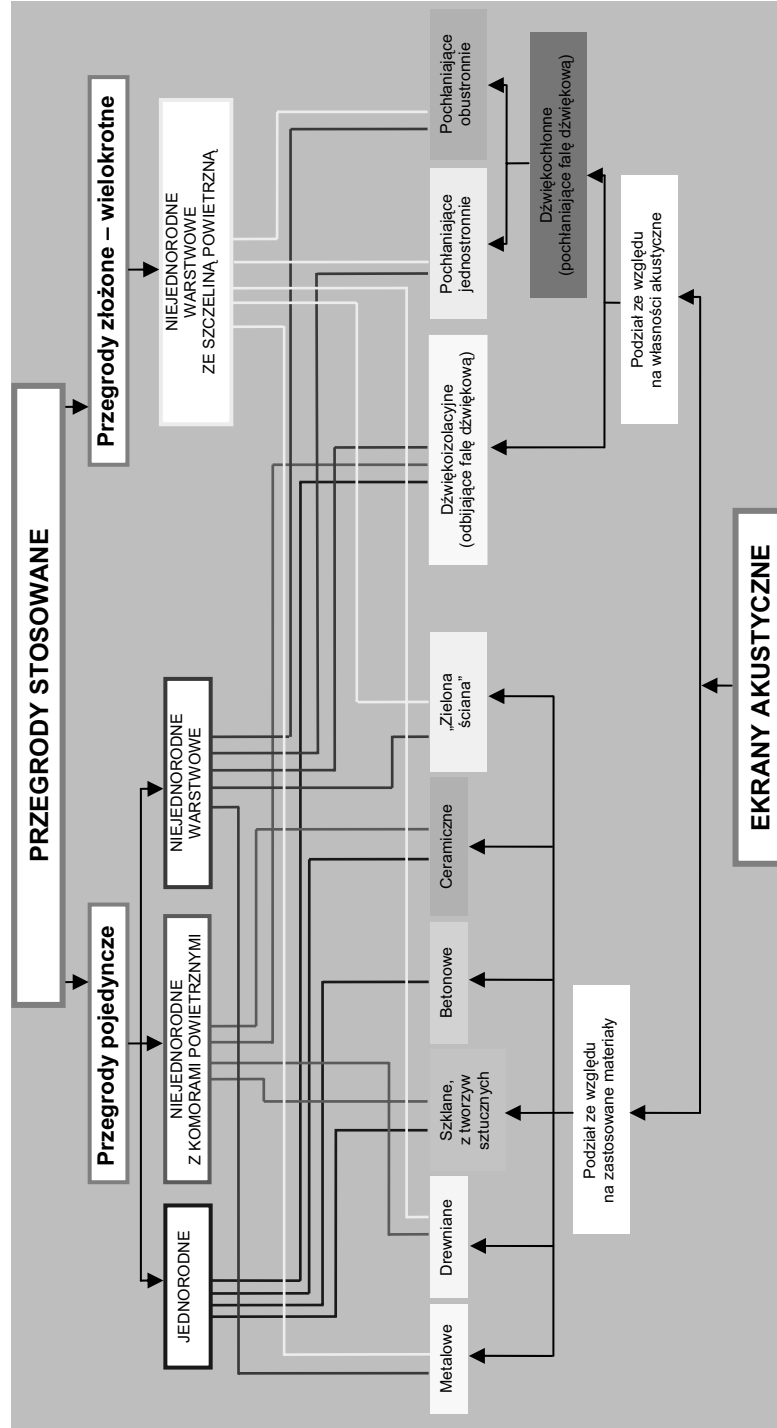 PRZEGRODY STOSOWANE
Przegrody pojedyncze
Przegrody złożone – wielokrotne
JEDNORODNE
NIEJEDNORODNE
Z KOMORAMI POWIETRZNYMI
NIEJEDNORODNE
WARSTWOWE
NIEJEDNORODNE
WARSTWOWE
ZE SZCZELINĄ POWIETRZNĄ
Metalowe
Drewniane
Szklane,
z tworzyw
sztucznych
Betonowe
Ceramiczne
„Zielona
ściana”
Dźwiękoizolacyjne
(odbijające falę dźwiękową)
Pochłaniające
jednostronnie
Pochłaniające
obustronnie
Dźwiękochłonne
(pochłaniające falę dźwiękową)
Podział ze względu
na zastosowane materiały
Podział ze względu
na własności akustyczne
EKRANY AKUSTYCZNE